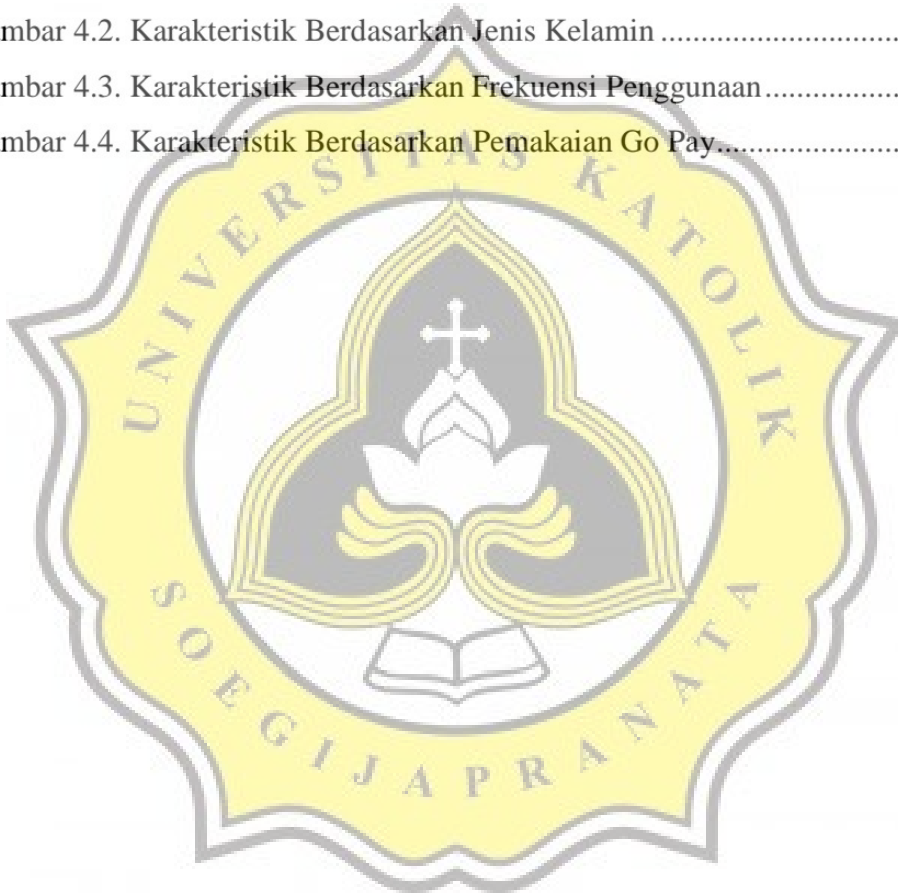 mbar 4.2. Karakteristik Berdasarkan Jenis Kelamin ..............................
mbar 4.3. Karakteristik Berdasarkan Frekuensi Penggunaan .................
mbar 4.4. Karakteristik Berdasarkan Pemakaian Go Pay.......................
UNIVERSITAS KATOLIK
SOEGIJAPRANATA